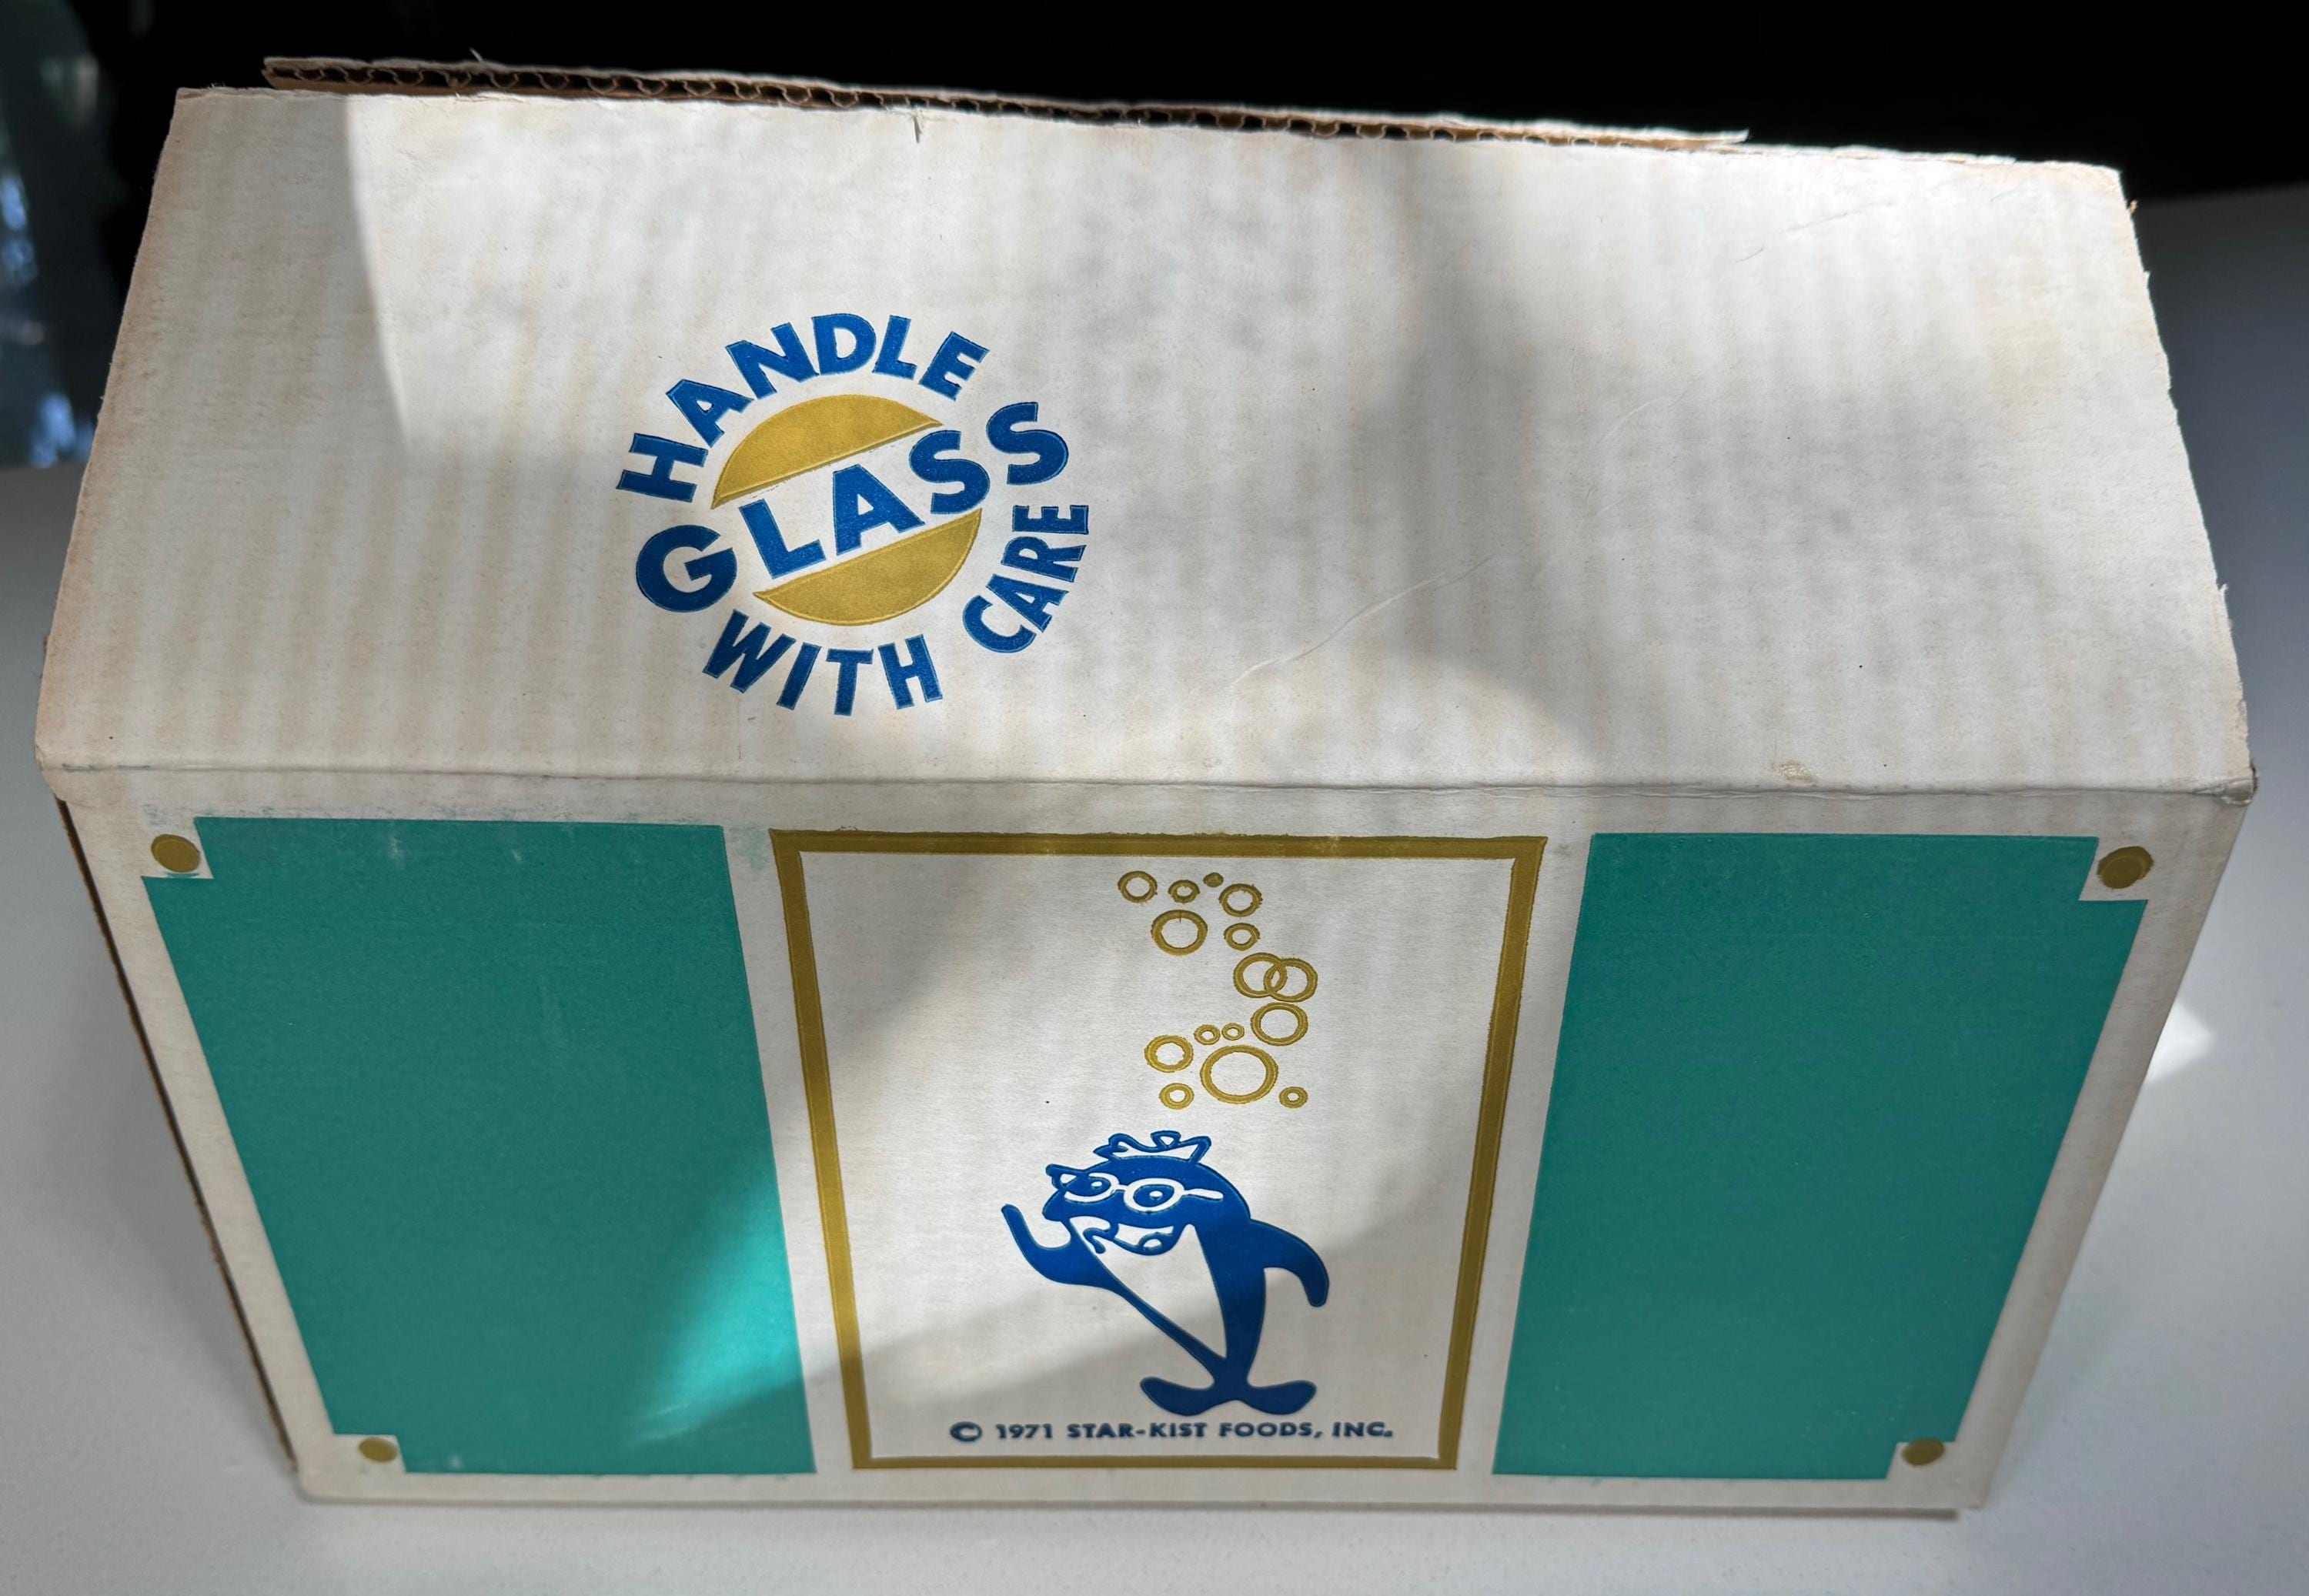 HANDLE
GLASS
WITH CARE
© 1971 STAR-KIST FOODS, INC.